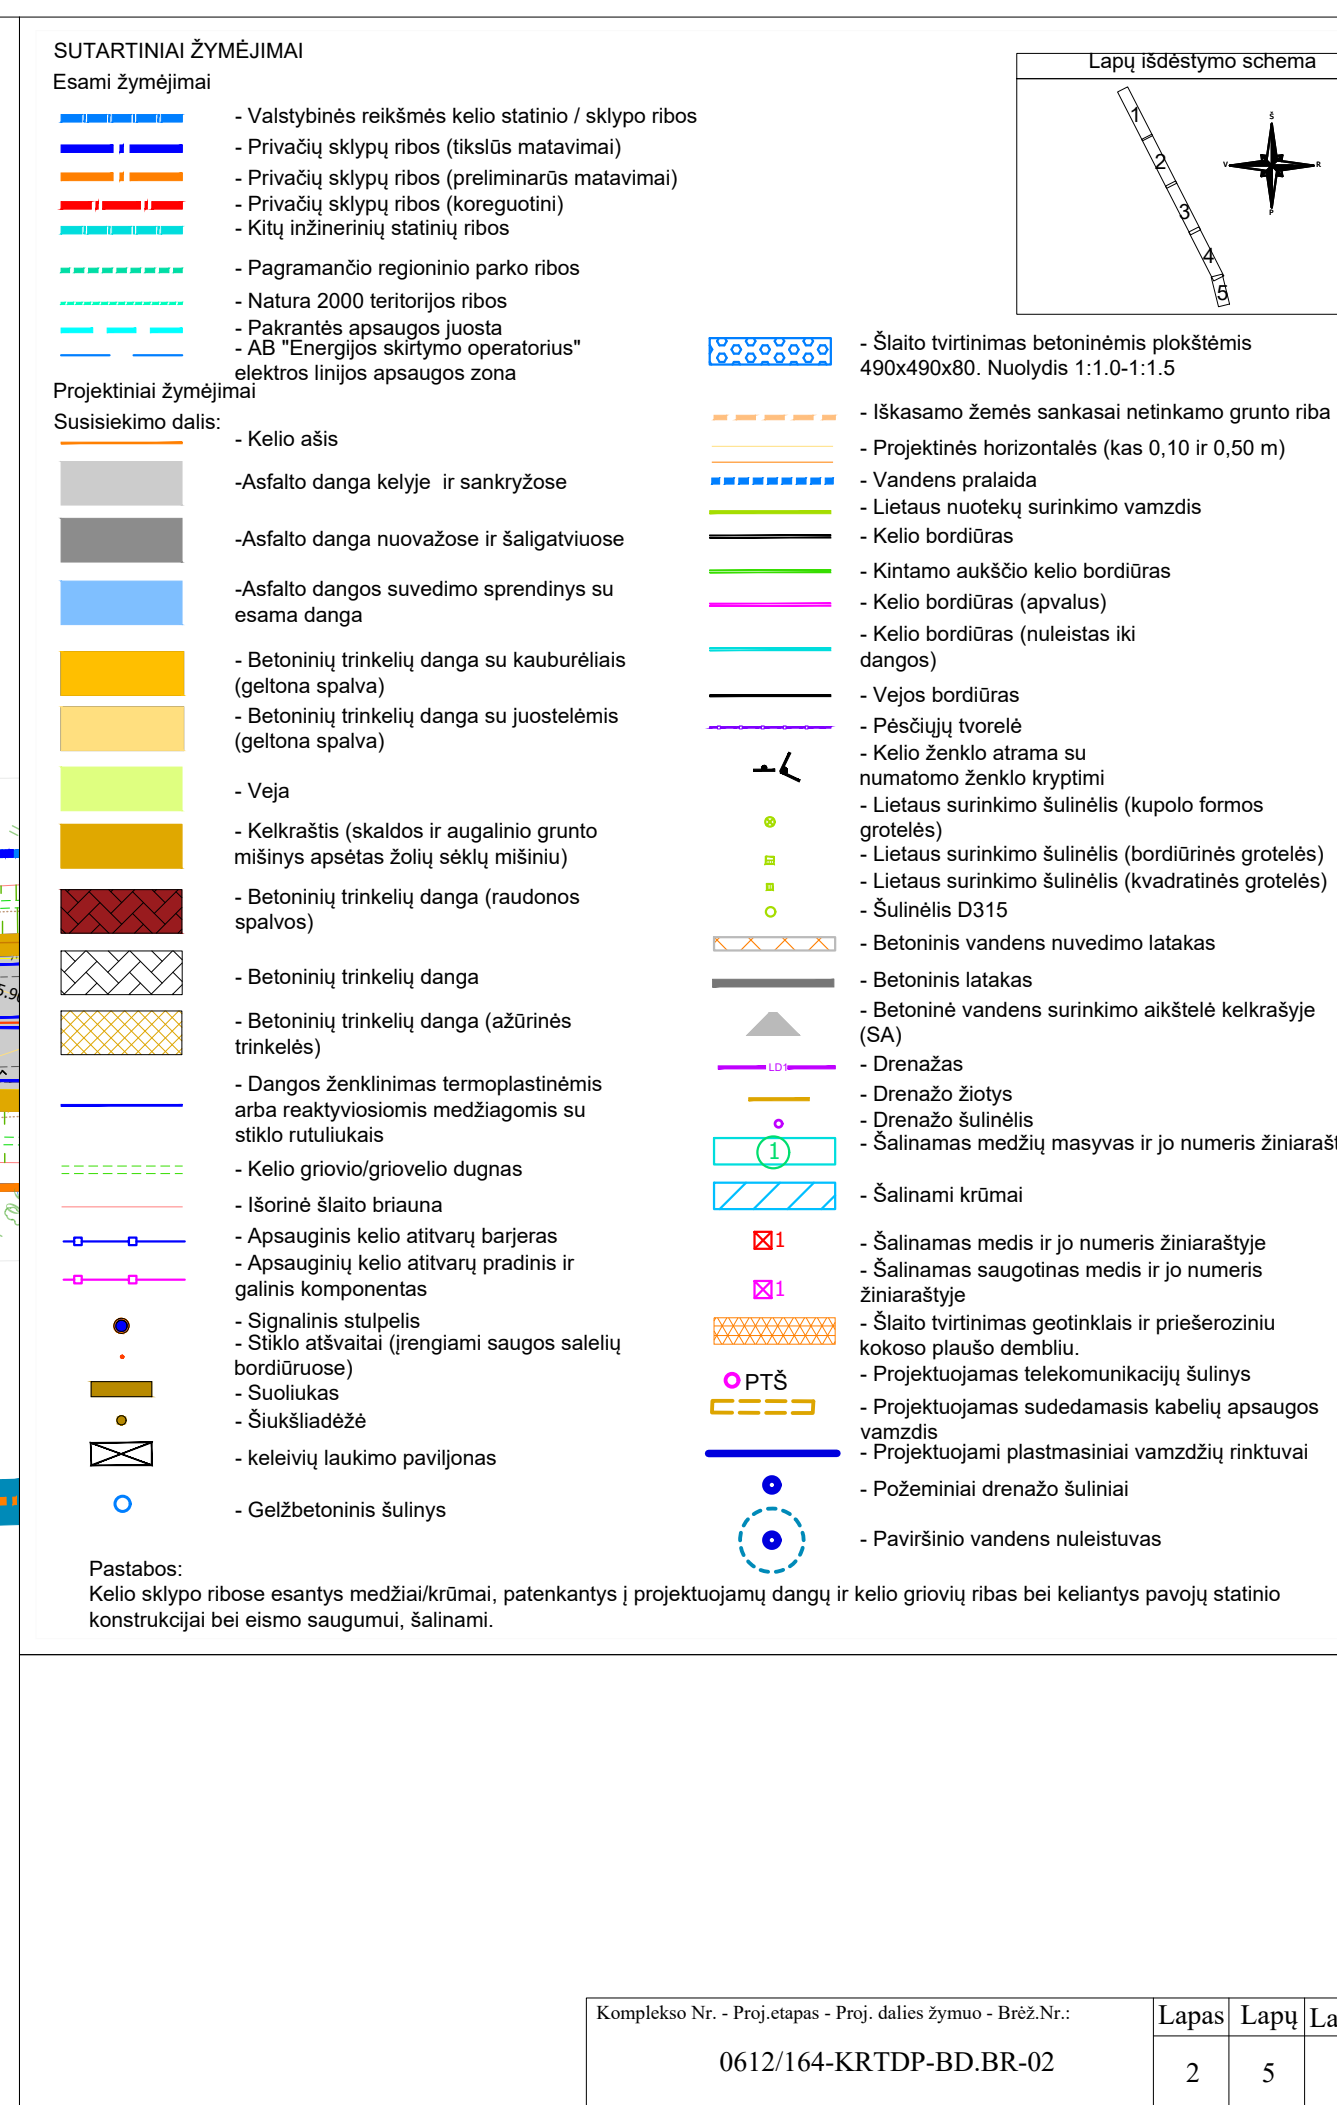 SUTARTINIAI ŽYMĖJIMAI
Esami žymėjimai
- Valstybinės reikšmės kelio statinio / sklypo ribos
- Privačių sklypų ribos (tikslūs matavimai)
- Privačių sklypų ribos (preliminarūs matavimai)
- Privačių sklypų ribos (koreguotini)
- Kitų inžinerinių statinių ribos
- Pagramančio regioninio parko ribos
- Natura 2000 teritorijos ribos
- Pakrantės apsaugos juosta
- AB "Energijos skirtymo operatorius"
elektros linijos apsaugos zona
Projektiniai žymėjimai
Susisiekimo dalis:
- Kelio ašis
-Asfalto danga kelyje ir sankryžose
-Asfalto danga nuovažose ir šaligatviuose
-Asfalto dangos suvedimo sprendinys su
esama danga
- Betoninių trinkelių danga su kauburėliais
(geltona spalva)
- Betoninių trinkelių danga su juostelėmis
(geltona spalva)
- Veja
- Kelkraštis (skaldos ir augalinio grunto
mišinys apsėtas žolių sėklų mišiniu)
- Betoninių trinkelių danga (raudonos
spalvos)
- Betoninių trinkelių danga
- Betoninių trinkelių danga (ažūrinės
trinkelės)
- Dangos ženklinimas termoplastinėmis
arba reaktyviosiomis medžiagomis su
stiklo rutuliukais
- Kelio griovio/griovelio dugnas
- Išorinė šlaito briauna
- Apsauginis kelio atitvarų barjeras
- Apsauginių kelio atitvarų pradinis ir
galinis komponentas
- Signalinis stulpelis
- Stiklo atšvaitai (įrengiami saugos salelių
bordiūruose)
- Suoliukas
- Šiukšliadėžė
- keleivių laukimo paviljonas
- Gelžbetoninis šulinys
Lapų išdėstymo schema
1
2
3
4
5
Š
V
R
P
- Šlaito tvirtinimas betoninėmis plokštėmis
490x490x80. Nuolydis 1:1.0-1:1.5
- Iškasamo žemės sankasai netinkamo grunto riba
- Projektinės horizontalės (kas 0,10 ir 0,50 m)
- Vandens pralaida
- Lietaus nuotekų surinkimo vamzdis
- Kelio bordiūras
- Kintamo aukščio kelio bordiūras
- Kelio bordiūras (apvalus)
- Kelio bordiūras (nuleistas iki
dangos)
- Vejos bordiūras
- Pėsčiųjų tvorelė
- Kelio ženklo atrama su
numatomo ženklo kryptimi
- Lietaus surinkimo šulinėlis (kupolo formos
grotelės)
- Lietaus surinkimo šulinėlis (bordiūrinės grotelės)
- Lietaus surinkimo šulinėlis (kvadratinės grotelės)
- Šulinėlis D315
- Betoninis vandens nuvedimo latakas
- Betoninis latakas
- Betoninė vandens surinkimo aikštelė kelkrašyje
(SA)
LD1
- Drenažas
- Drenažo žiotys
- Drenažo šulinėlis
1
- Šalinamas medžių masyvas ir jo numeris žiniarašt
- Šalinami krūmai
1
- Šalinamas medis ir jo numeris žiniaraštyje
1
- Šalinamas saugotinas medis ir jo numeris
žiniaraštyje
- Šlaito tvirtinimas geotinklais ir priešeroziniu
kokoso plaušo dembliu.
PTŠ
- Projektuojamas telekomunikacijų šulinys
- Projektuojamas sudedamasis kabelių apsaugos
vamzdis
- Projektuojami plastmasiniai vamzdžių rinktuvai
- Požeminiai drenažo šuliniai
- Paviršinio vandens nuleistuvas
Pastabos:
Kelio sklypo ribose esantys medžiai/krūmai, patenkantys į projektuojamų dangų ir kelio griovių ribas bei keliantys pavojų statinio
konstrukcijai bei eismo saugumui, šalinami.
Komplekso Nr. - Proj.etapas - Proj. dalies žymuo - Brėž.Nr.:
0612/164-KRTDP-BD.BR-02
Lapas
Lapų
La
2
5